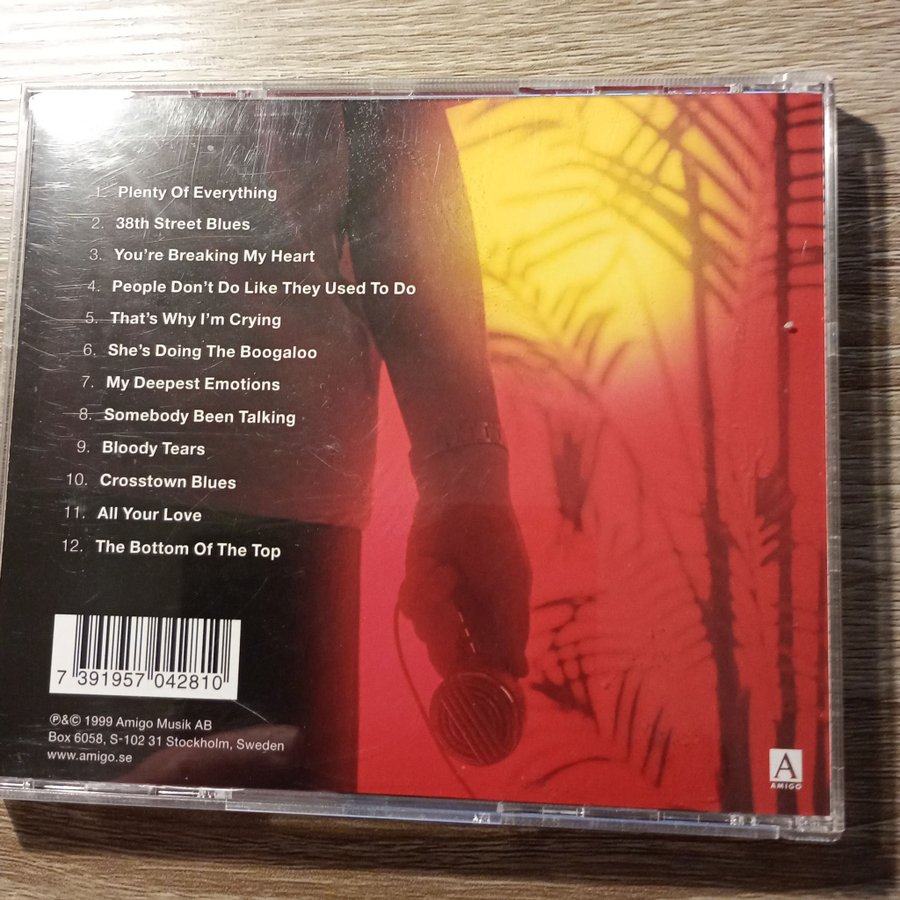 1. Plenty Of Everything
2. 38th Street Blues
3. You're Breaking My Heart
4. People Don't Do Like They Used To Do
5. That's Why I'm Crying
6. She's Doing The Boogaloo
7. My Deepest Emotions
8. Somebody Been Talking
9. Bloody Tears
10. Crosstown Blues
11. All Your Love
12. The Bottom Of The Top
7 391957 042810
℗&© 1999 Amigo Musik AB
Box 6058, S-102 31 Stockholm, Sweden
www.amigo.se
A
AMIGO